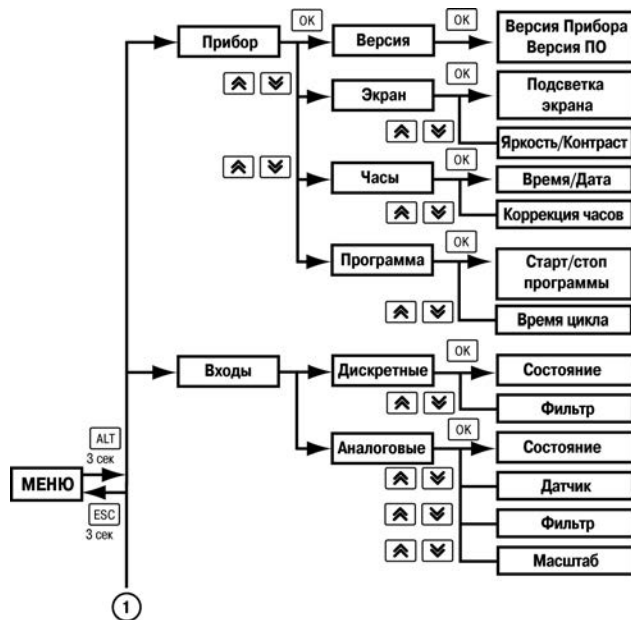 OK
OK
Прибор
Версия
Версия Прибора
Версия ПО
OK
Экран
Подсветка
экрана
Яркость/Контраст
OK
Часы
Время/Дата
Коррекция часов
OK
Программа
Старт/стоп
программы
Время цикла
OK
Входы
Дискретные
Состояние
Фильтр
OK
Аналоговые
Состояние
ALT
3 сек
МЕНЮ
Датчик
ESC
3 сек
Фильтр
Масштаб
1